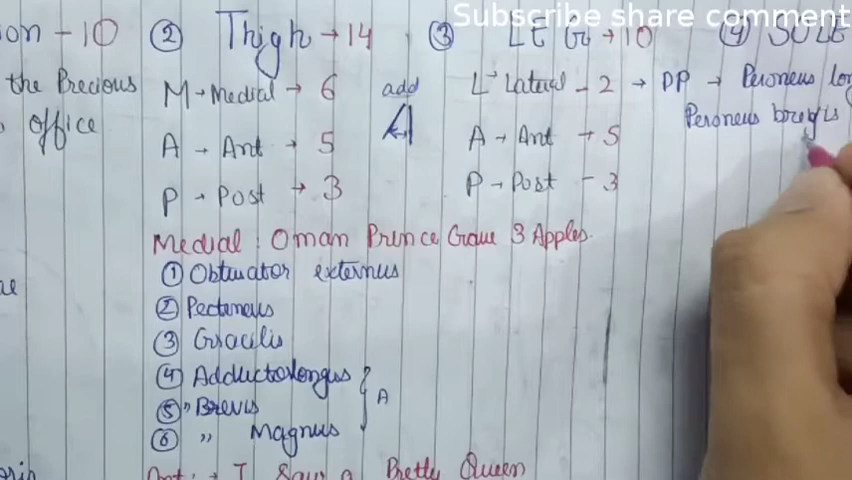 Subscribe share comment
ion - 10 ② Thigh → 14 ③ LEG → 10 ④ SOLE
the Precious M → Medial → 6 add L → Lateral - 2 → PP → Peroneus lon
office A → Ant → 5 A A → Ant → 5 Peroneus brevis
P → Post → 3 P → Post - 3
Medial : Oman Prince Gave 3 Apples.
① Obturator externus
② Pectineus
③ Gracilis
④ Adductor longus
⑤ " Brevis A
⑥ " Magnus
Ant : → I Saw a Pretty Queen